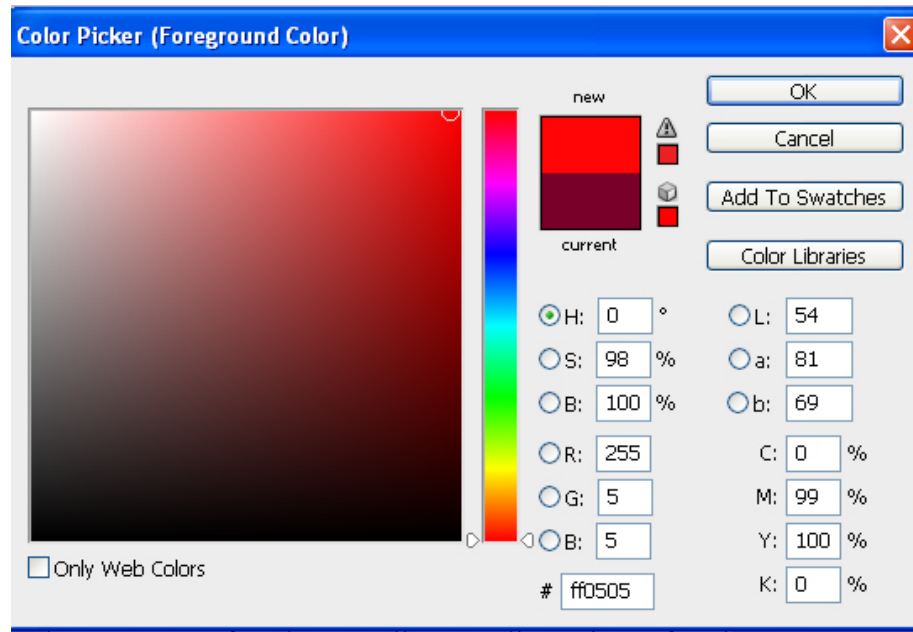 Color Picker (Foreground Color)
new
current
OK
Cancel
Add To Swatches
Color Libraries
H: 0 °
S: 98 %
B: 100 %
R: 255
G: 5
B: 5
# ff0505
L: 54
a: 81
b: 69
C: 0 %
M: 99 %
Y: 100 %
K: 0 %
Only Web Colors